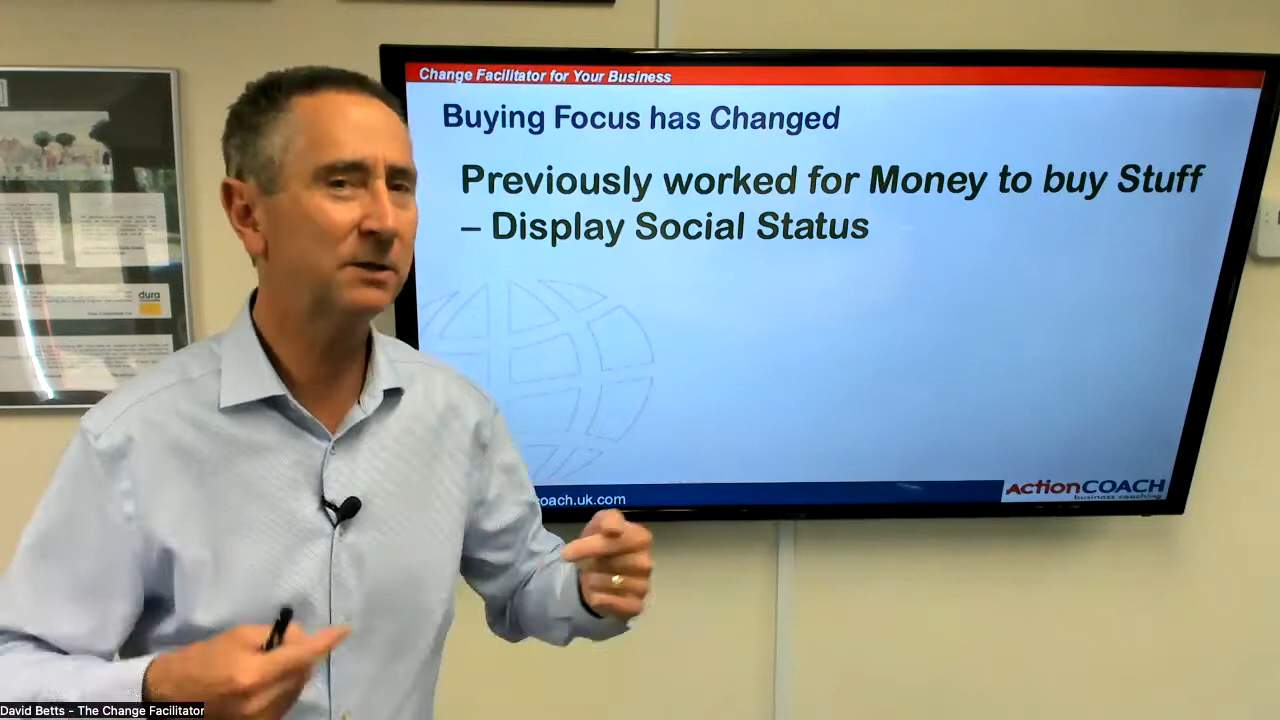 Change Facilitator for Your Business
Buying Focus has Changed
Previously worked for Money to buy Stuff
– Display Social Status
coach.uk.com
ActionCOACH
business coaching
dura
David Betts - The Change Facilitator